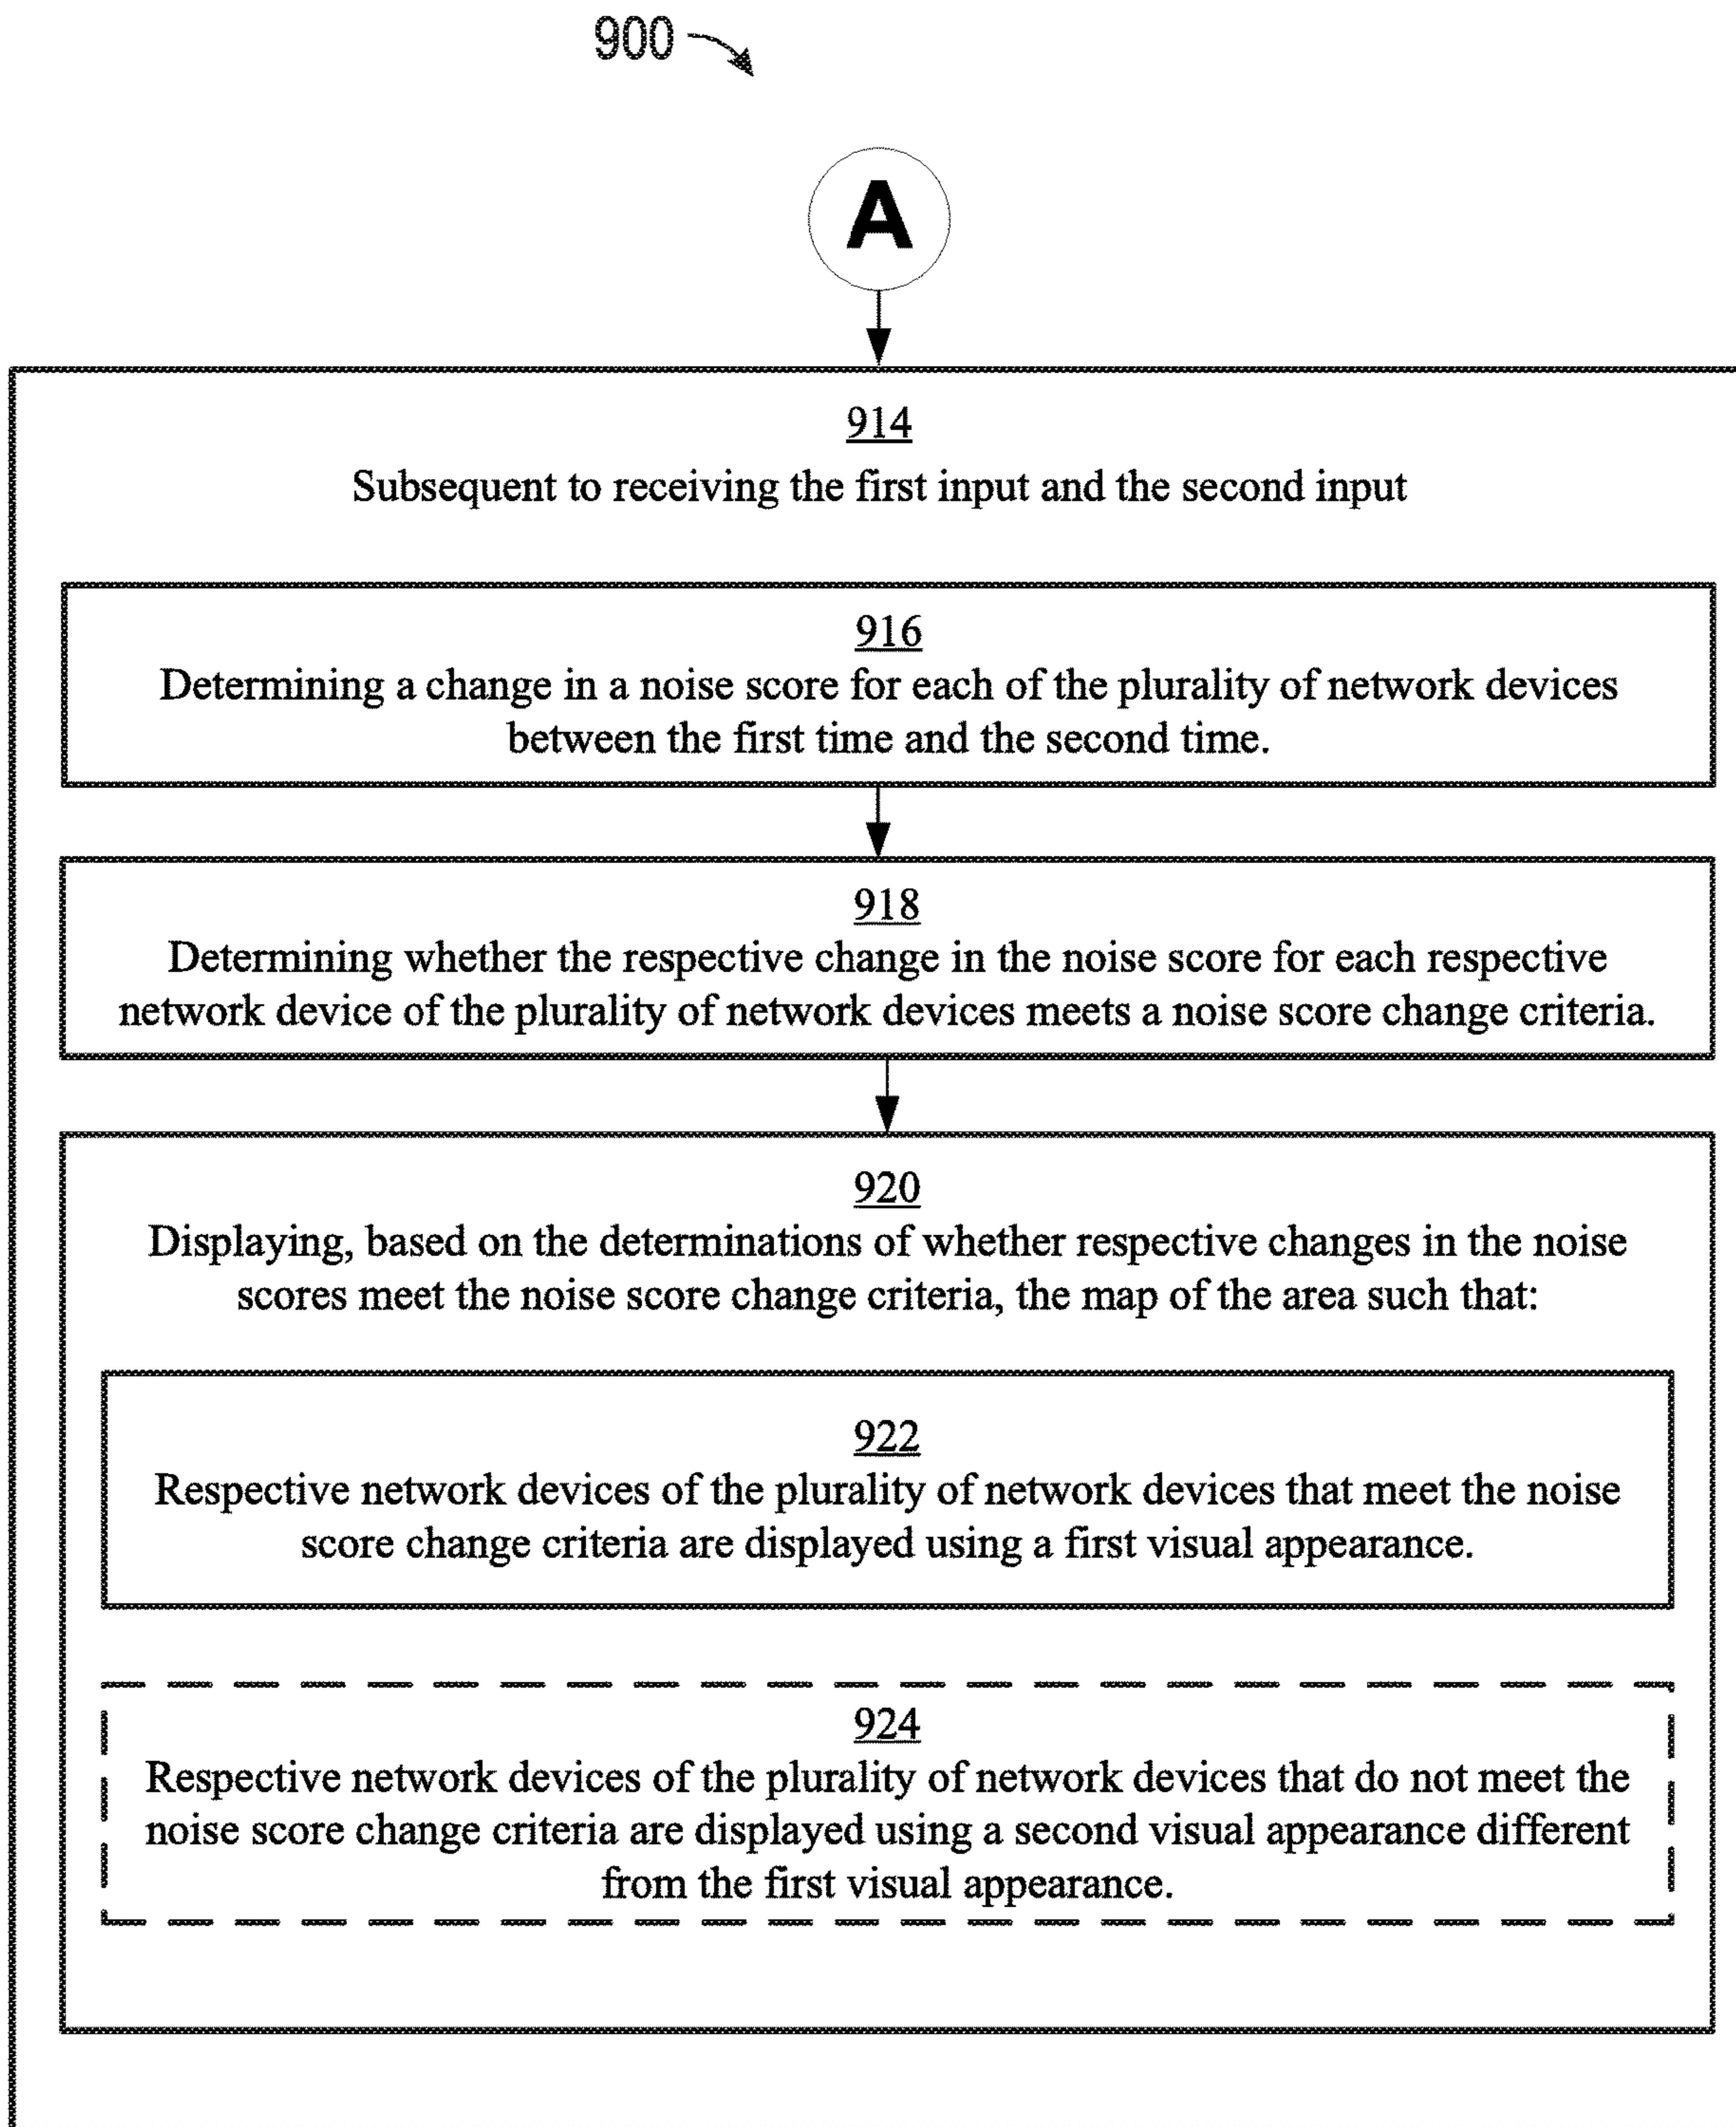 900
A
914
Subsequent to receiving the first input and the second input
916
Determining a change in a noise score for each of the plurality of network devices
between the first time and the second time.
918
Determining whether the respective change in the noise score for each respective
network device of the plurality of network devices meets a noise score change criteria.
920
Displaying, based on the determinations of whether respective changes in the noise
scores meet the noise score change criteria, the map of the area such that:
922
Respective network devices of the plurality of network devices that meet the noise
score change criteria are displayed using a first visual appearance.
924
Respective network devices of the plurality of network devices that do not meet the
noise score change criteria are displayed using a second visual appearance different
from the first visual appearance.